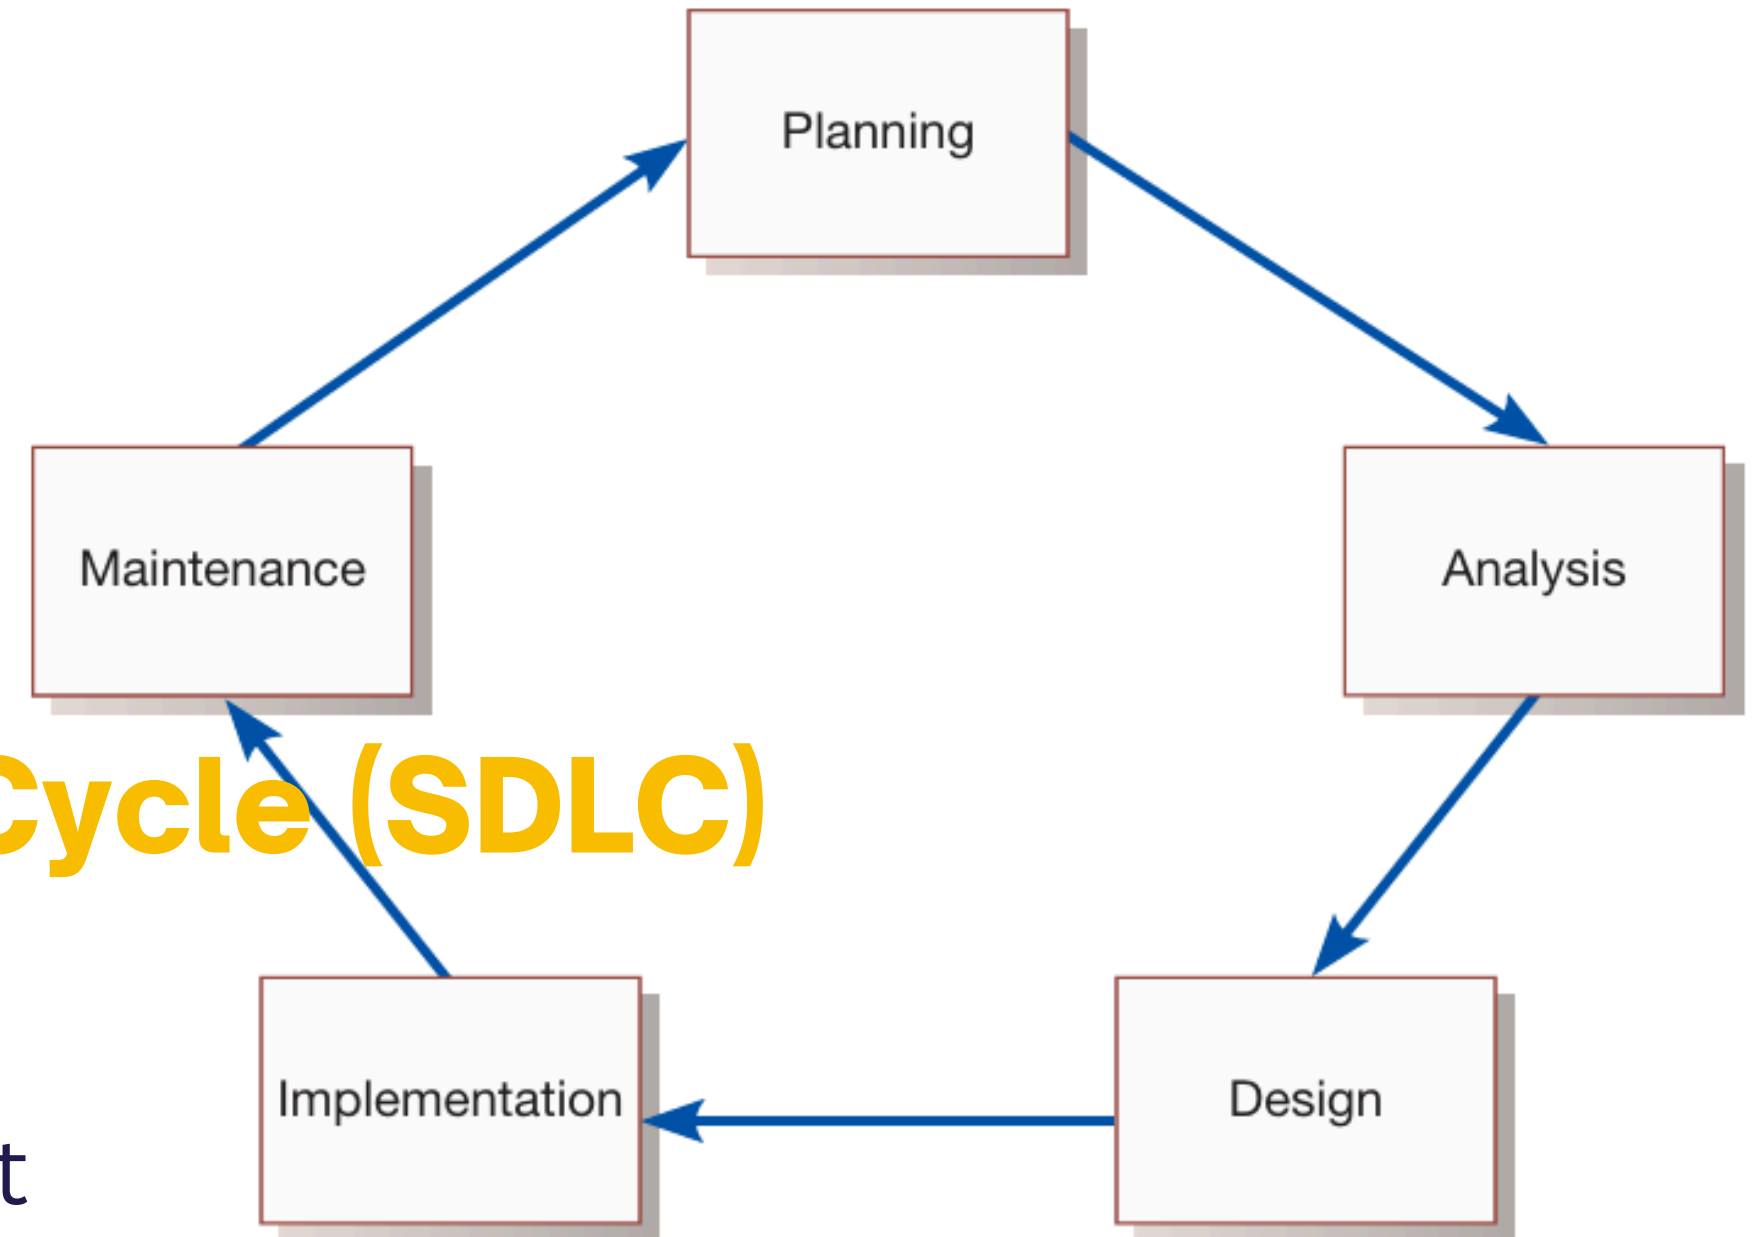 Planning
Maintenance
Analysis
Cycle (SDLC)
Implementation
Design
t